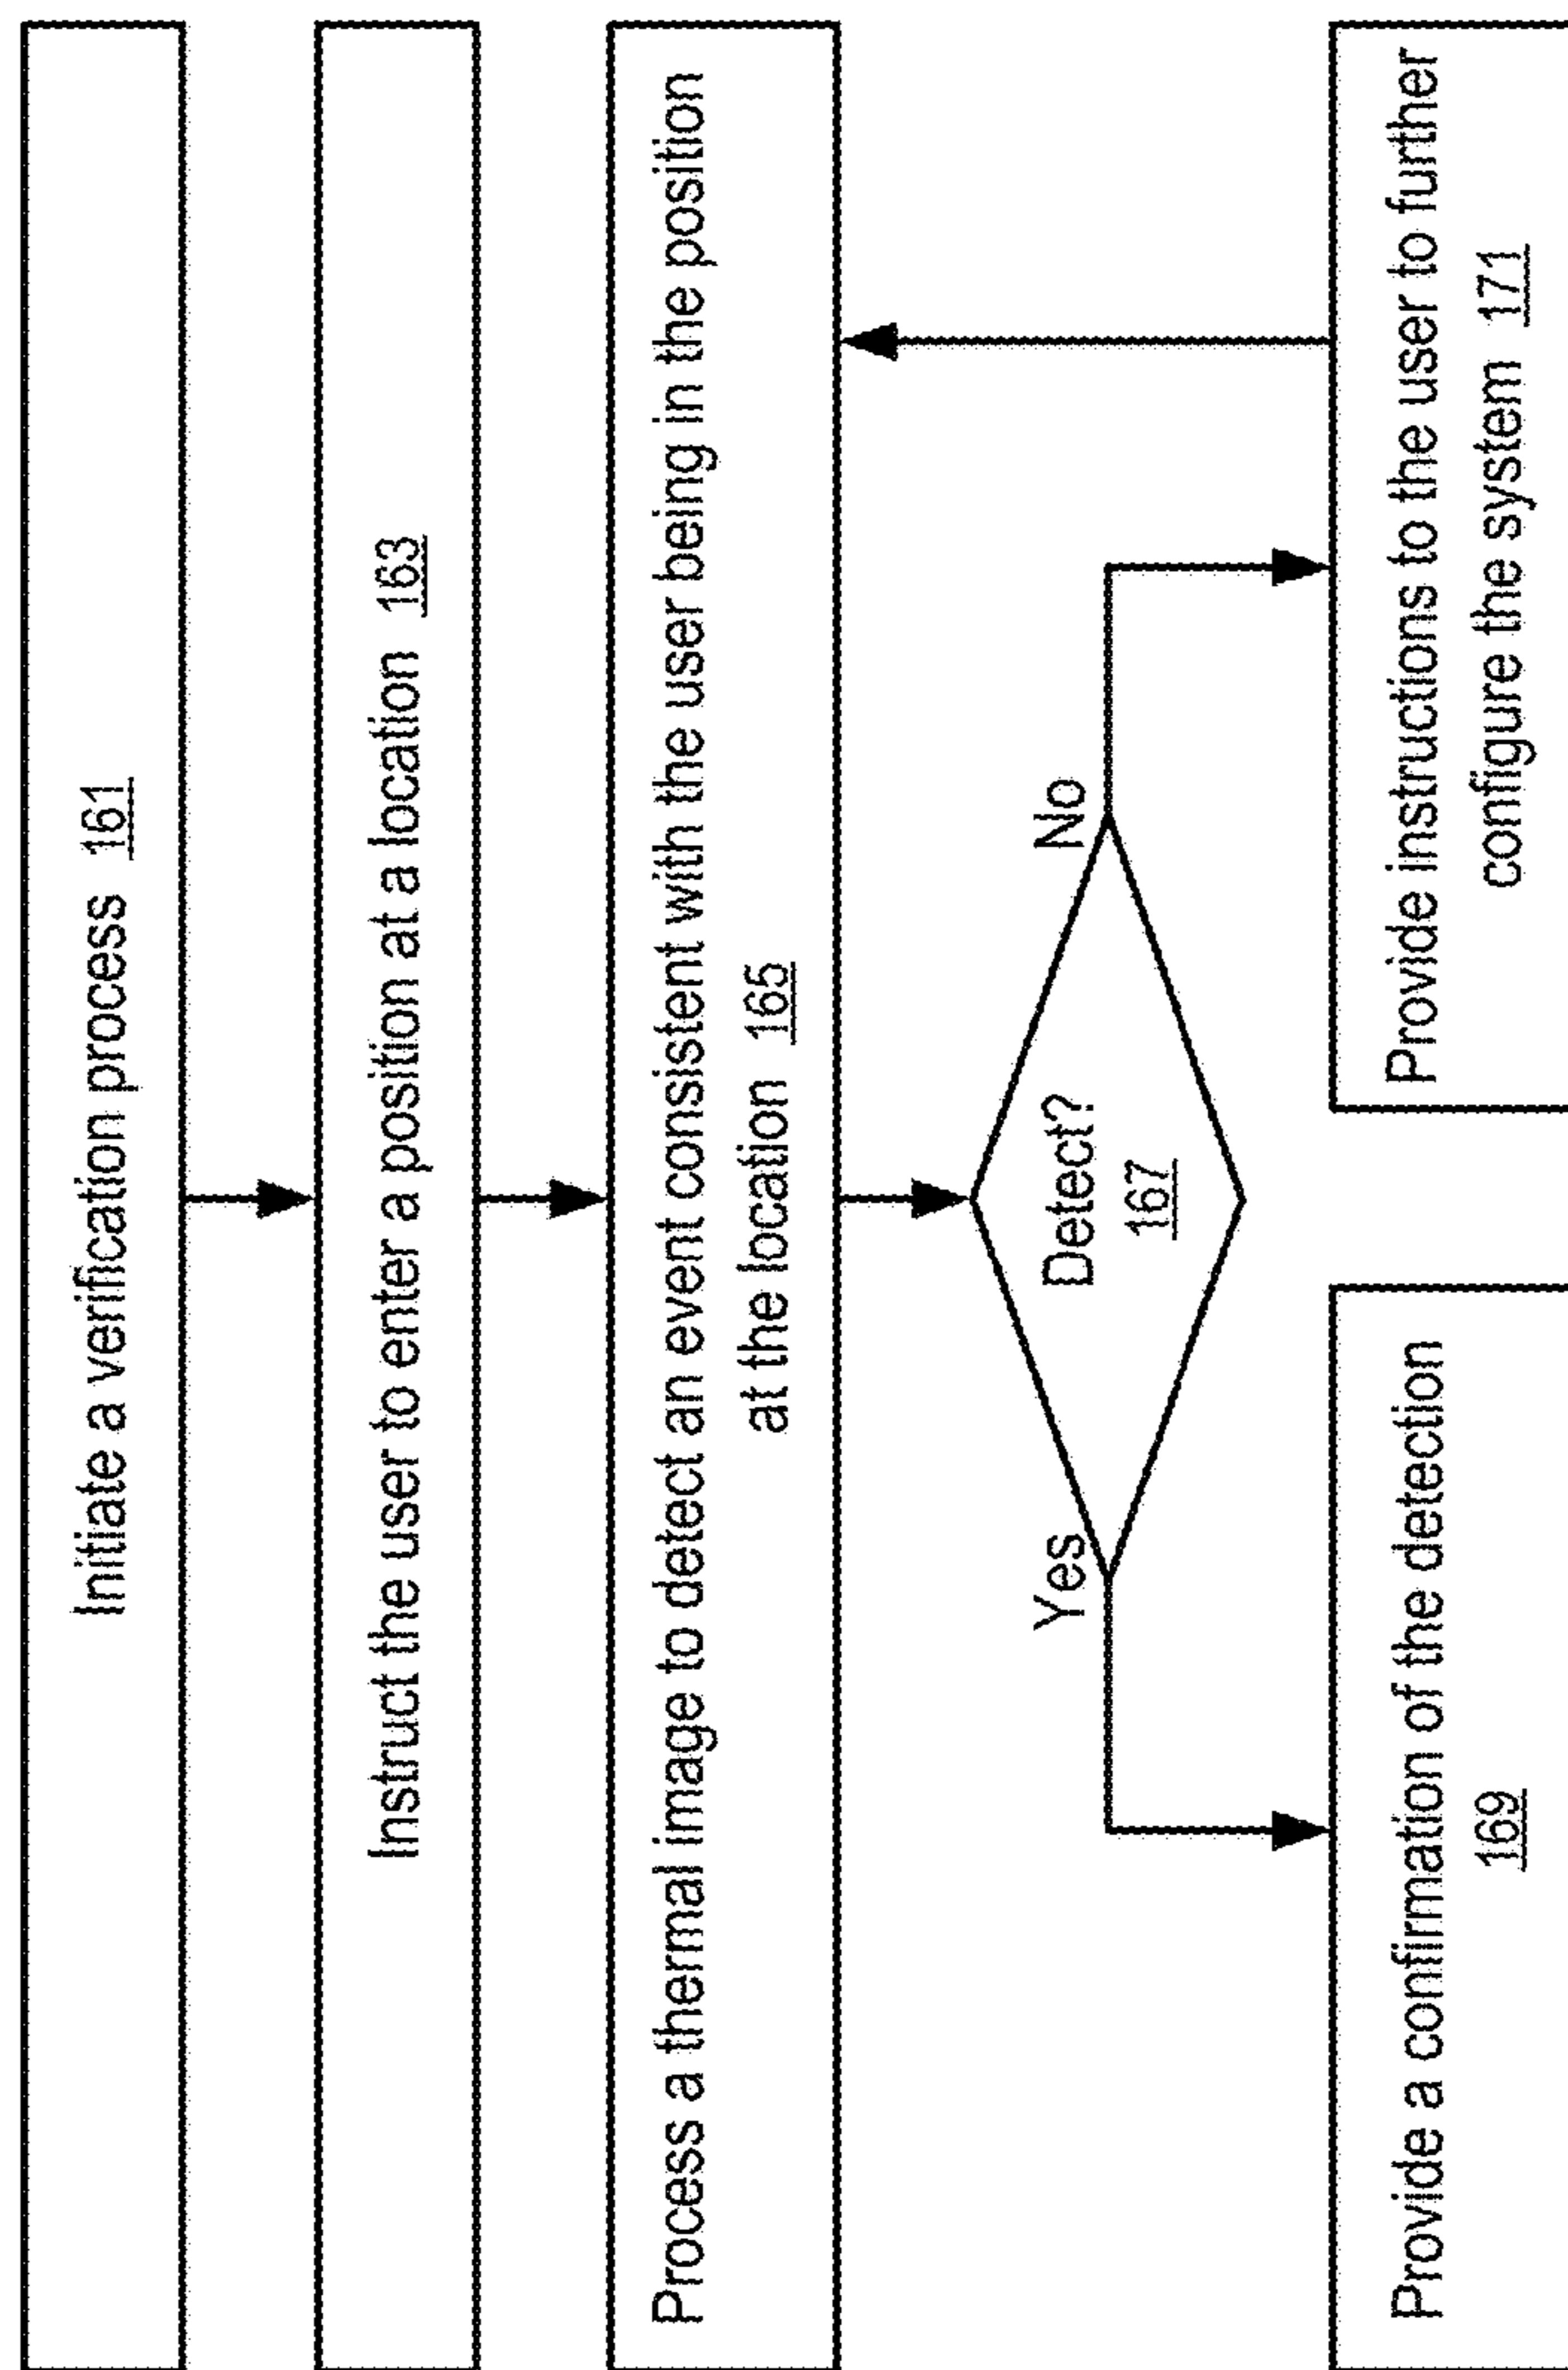 Initiate a verification process 161
Instruct the user to enter a position at a location 163
Process a thermal image to detect an event consistent with the user being in the position
at the location 165
Detect?
167
Yes
No
Provide a confirmation of the detection
169
Provide instructions to the user to further
configure the system 171